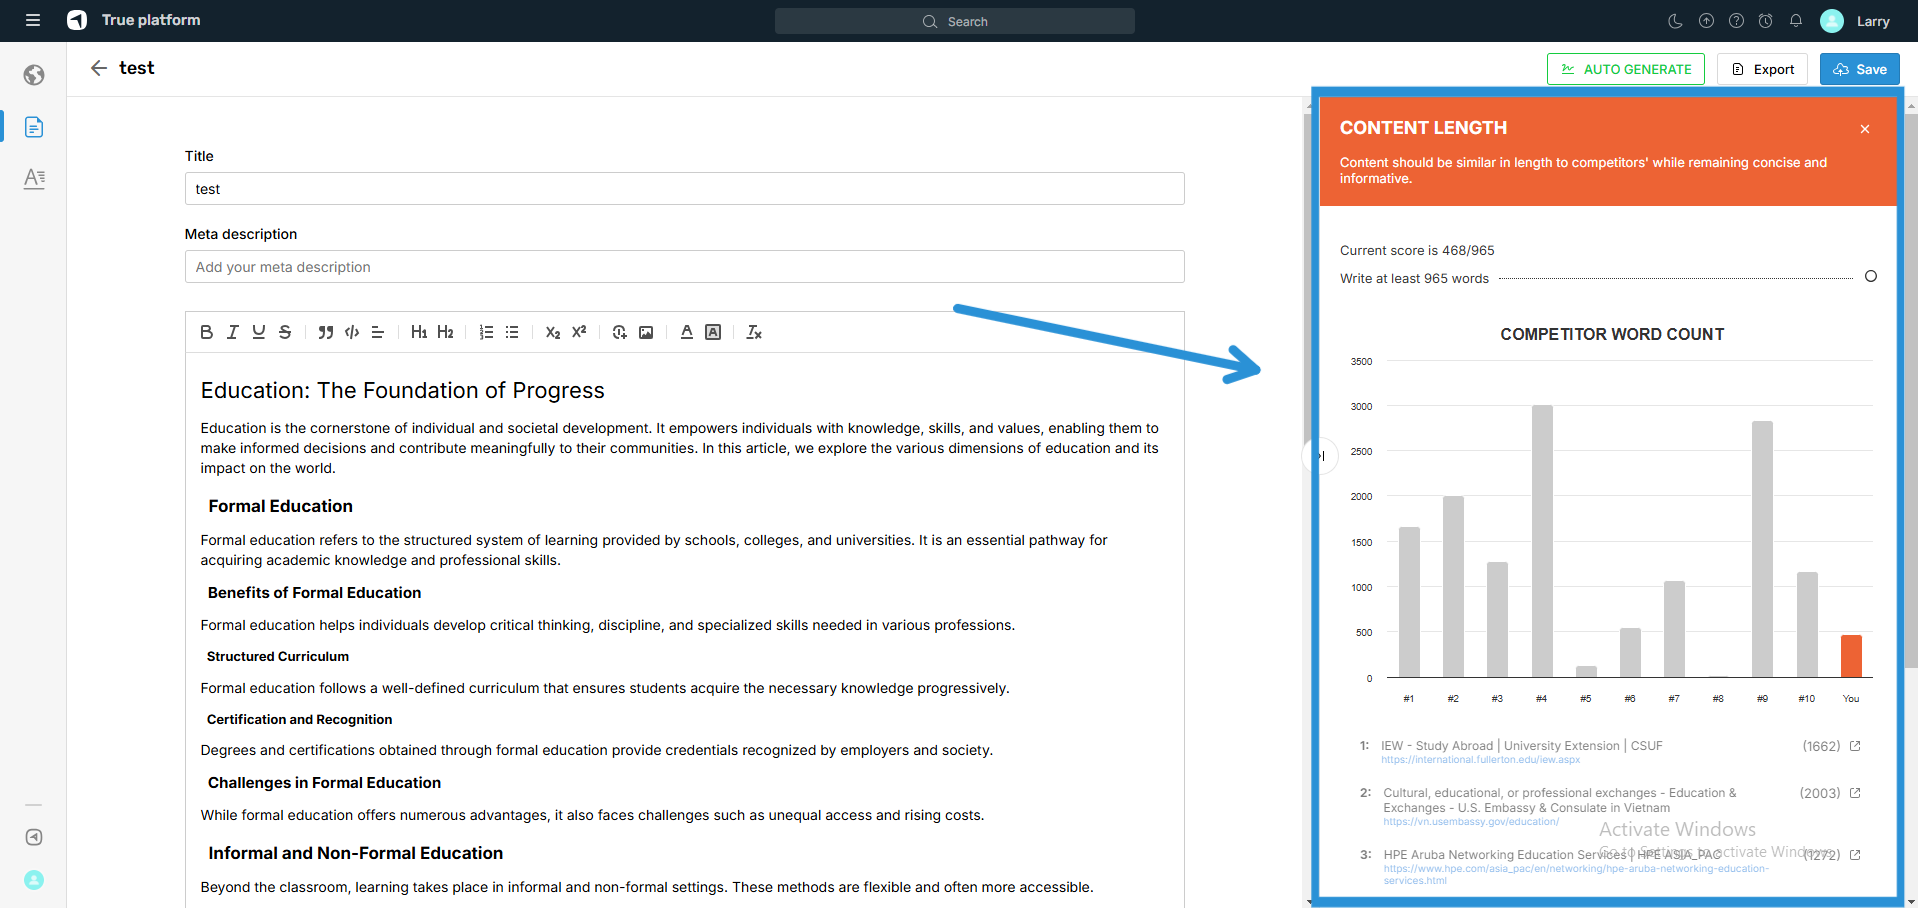 True platform
Search
Larry
test
AUTO GENERATE
Export
Save
Title
test
Meta description
Add your meta description
B I U S H1 H2 X2 X² A A Tx
Education: The Foundation of Progress
Education is the cornerstone of individual and societal development. It empowers individuals with knowledge, skills, and values, enabling them to
make informed decisions and contribute meaningfully to their communities. In this article, we explore the various dimensions of education and its
impact on the world.
Formal Education
Formal education refers to the structured system of learning provided by schools, colleges, and universities. It is an essential pathway for
acquiring academic knowledge and professional skills.
Benefits of Formal Education
Formal education helps individuals develop critical thinking, discipline, and specialized skills needed in various professions.
Structured Curriculum
Formal education follows a well-defined curriculum that ensures students acquire the necessary knowledge progressively.
Certification and Recognition
Degrees and certifications obtained through formal education provide credentials recognized by employers and society.
Challenges in Formal Education
While formal education offers numerous advantages, it also faces challenges such as unequal access and rising costs.
Informal and Non-Formal Education
Beyond the classroom, learning takes place in informal and non-formal settings. These methods are flexible and often more accessible.
CONTENT LENGTH
Content should be similar in length to competitors' while remaining concise and
informative.
Current score is 468/965
Write at least 965 words
COMPETITOR WORD COUNT
3500
3000
2500
2000
1500
1000
500
0
#1 #2 #3 #4 #5 #6 #7 #8 #9 #10 You
1: IEW - Study Abroad | University Extension | CSUF (1662)
https://international.fullerton.edu/iew.aspx
2: Cultural, educational, or professional exchanges - Education & (2003)
Exchanges - U.S. Embassy & Consulate in Vietnam
https://vn.usembassy.gov/education/
Activate Windows
Go to Settings to activate Windows.
3: HPE Aruba Networking Education Services | HPE ASIA_PAC (1272)
https://www.hpe.com/asia_pac/en/networking/hpe-aruba-networking-education-
services.html